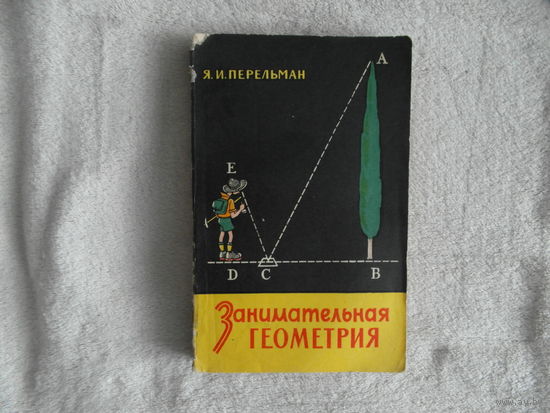 Я. И. ПЕРЕЛЬМАН
A
E
D C B
Занимательная
ГЕОМЕТРИЯ